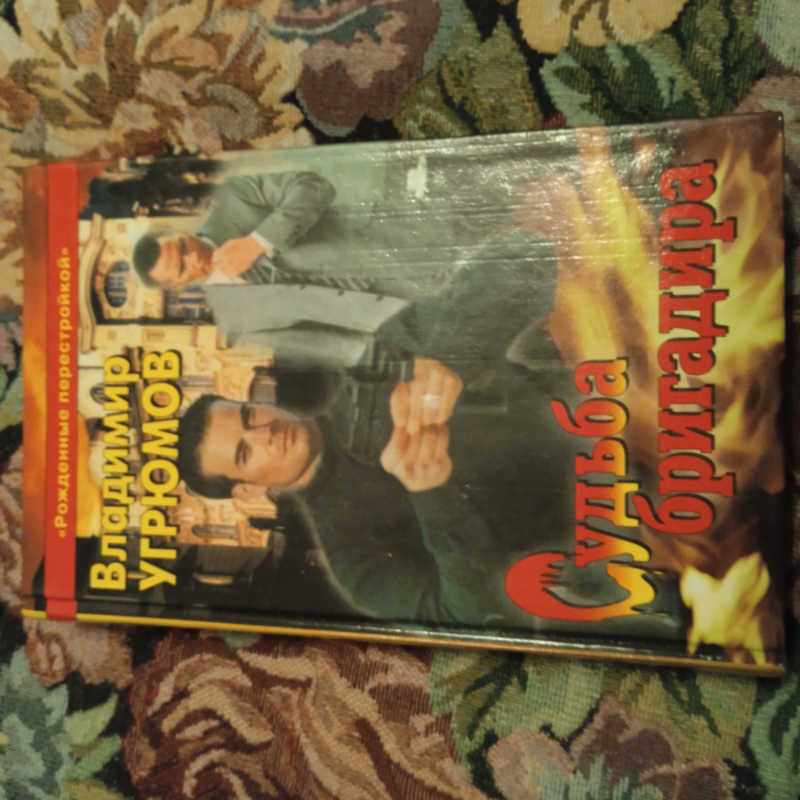 «Рожденные перестройкой»
Владимир
УГРЮМОВ
Судьба
бригадира